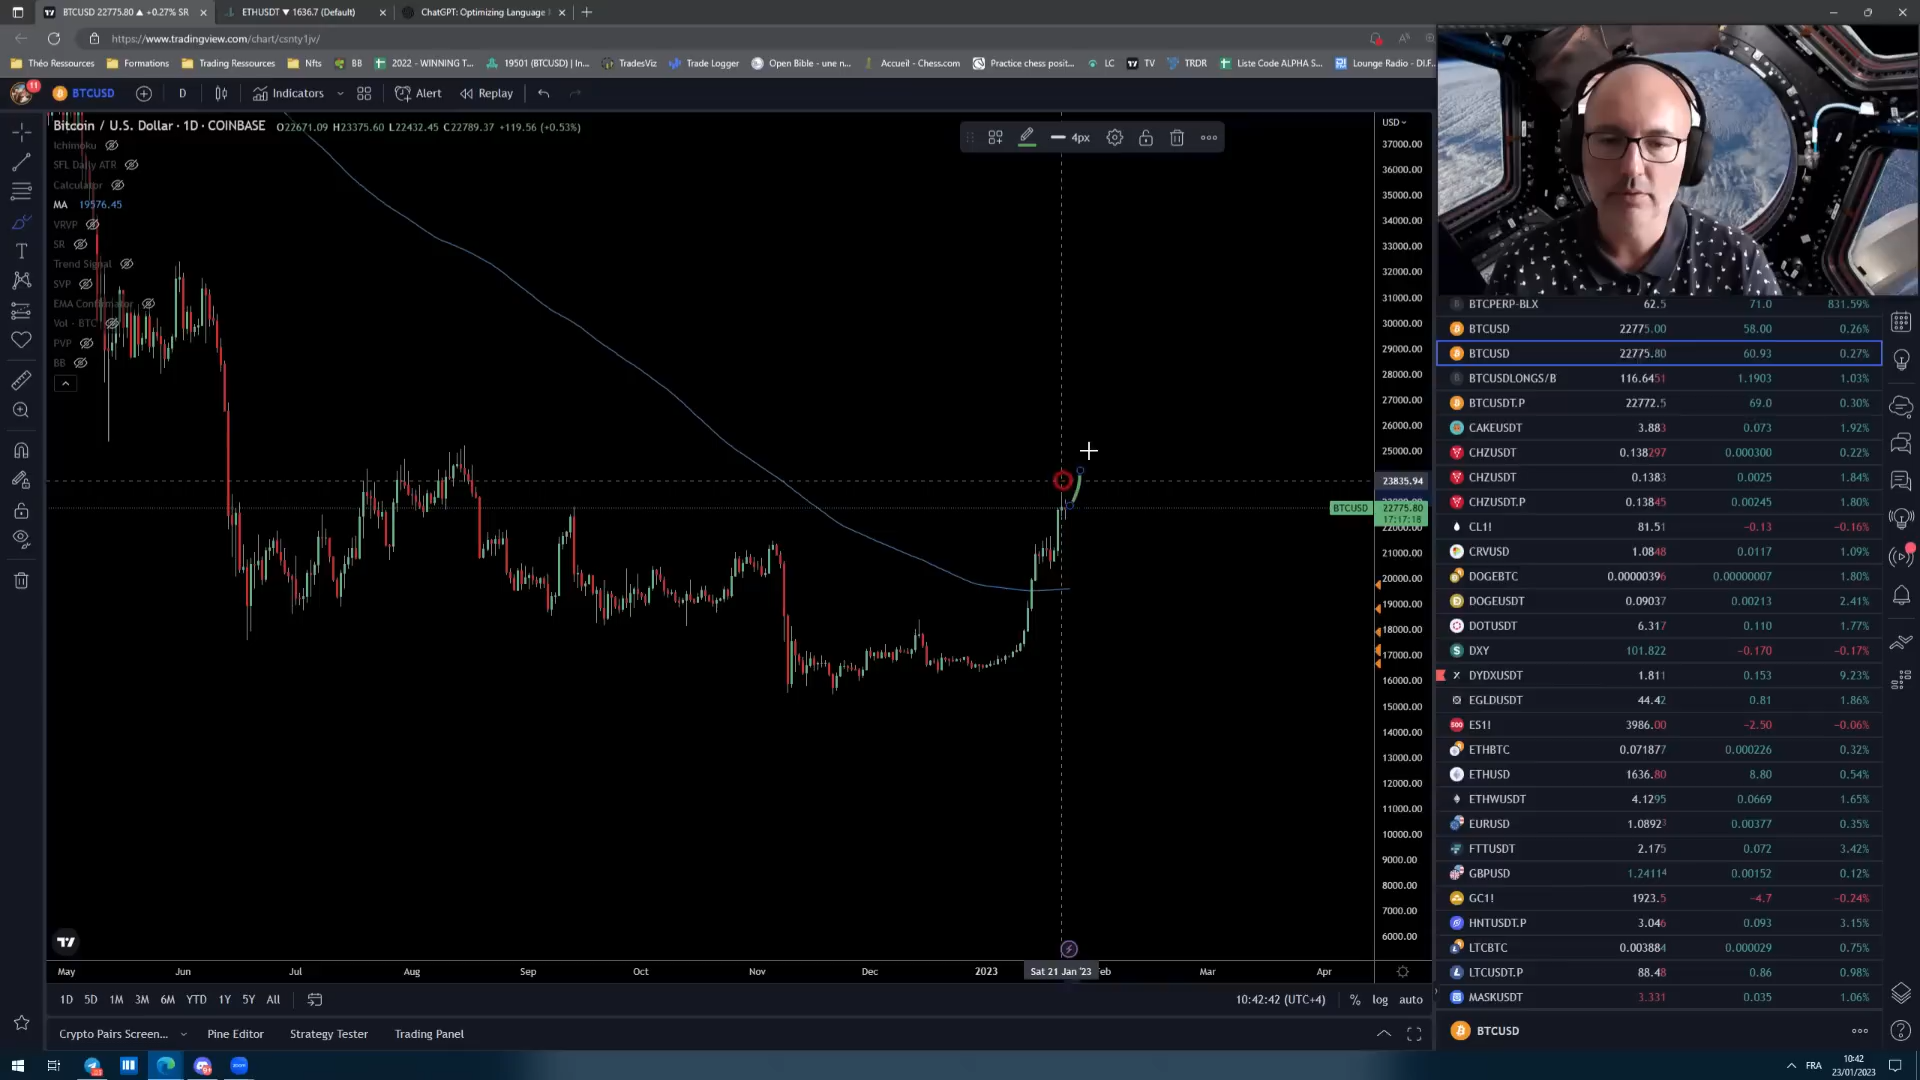 BTCUSD 22775.80 ▲ +0.27% SR
ETHUSDT ▼ 1636.7 (Default)
ChatGPT: Optimizing Language
https://www.tradingview.com/chart/csnty1jv/
Théo Ressources
Formations
Trading Ressources
Nfts
BB
2022 - WINNING T...
19501 (BTCUSD) | In...
TradesViz
Trade Logger
Open Bible - une n...
Accueil - Chess.com
Practice chess posit...
LC
TV
TRDR
Liste Code ALPHA S...
Lounge Radio - DI.F...
11
BTCUSD
D
Indicators
Alert
Replay
Bitcoin / U.S. Dollar · 1D · COINBASE O22671.09 H23375.60 L22432.45 C22789.37 +119.56 (+0.53%)
USD
4px
Ichimoku
SFL Daily ATR
Calculator
MA 19576.45
VRVP
SR
Trend Signal
SVP
EMA Confirmator
Vol - BTC
PVP
BB
37000.00
36000.00
35000.00
34000.00
33000.00
32000.00
31000.00
30000.00
29000.00
28000.00
27000.00
26000.00
25000.00
23835.94
BTCUSD 22775.80
17:17:18
22000.00
21000.00
20000.00
19000.00
18000.00
17000.00
16000.00
15000.00
14000.00
13000.00
12000.00
11000.00
10000.00
9000.00
8000.00
7000.00
6000.00
BTCPERP-BLX 62.5 71.0 831.59%
BTCUSD 22775.00 58.00 0.26%
BTCUSD 22775.80 60.93 0.27%
BTCUSDLONGS/B 116.6451 1.1903 1.03%
BTCUSDT.P 22772.5 69.0 0.30%
CAKEUSDT 3.883 0.073 1.92%
CHZUSDT 0.138297 0.000300 0.22%
CHZUSDT 0.1383 0.0025 1.84%
CHZUSDT.P 0.13845 0.00245 1.80%
CL1! 81.51 −0.13 −0.16%
CRVUSD 1.0848 0.0117 1.09%
DOGEBTC 0.00000396 0.00000007 1.80%
DOGEUSDT 0.09037 0.00213 2.41%
DOTUSDT 6.317 0.110 1.77%
DXY 101.822 −0.170 −0.17%
DYDXUSDT 1.811 0.153 9.23%
EGLDUSDT 44.42 0.81 1.86%
ES1! 3986.00 −2.50 −0.06%
ETHBTC 0.071877 0.000226 0.32%
ETHUSD 1636.80 8.80 0.54%
ETHWUSDT 4.1295 0.0669 1.65%
EURUSD 1.0892³ 0.00377 0.35%
FTTUSDT 2.175 0.072 3.42%
GBPUSD 1.2411⁴ 0.00152 0.12%
GC1! 1923.5 −4.7 −0.24%
HNTUSDT.P 3.046 0.093 3.15%
LTCBTC 0.003884 0.000029 0.75%
LTCUSDT.P 88.48 0.86 0.98%
MASKUSDT 3.331 0.035 1.06%
BTCUSD
May Jun Jul Aug Sep Oct Nov Dec 2023 Sat 21 Jan '23 Feb Mar Apr
1D 5D 1M 3M 6M YTD 1Y 5Y All
10:42:42 (UTC+4) % log auto
Crypto Pairs Screen... Pine Editor Strategy Tester Trading Panel
FRA
10:42
23/01/2023